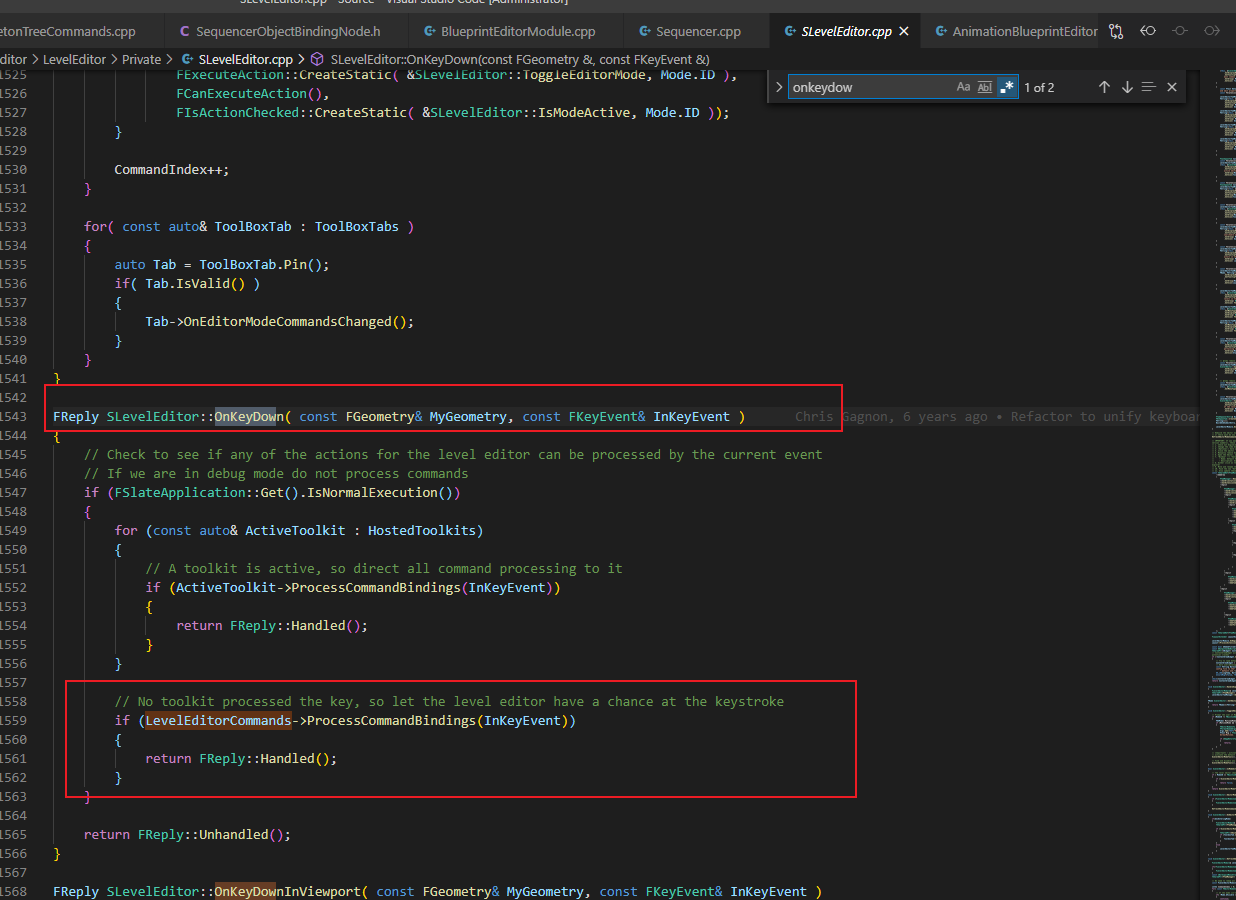 SLevelEditor.cpp - Source - Visual Studio Code [Administrator]
etonTreeCommands.cpp
SequencerObjectBindingNode.h
BlueprintEditorModule.cpp
Sequencer.cpp
SLevelEditor.cpp
AnimationBlueprintEditor
ditor > LevelEditor > Private > SLevelEditor.cpp > SLevelEditor::OnKeyDown(const FGeometry &, const FKeyEvent &)
onkeydow Aa Abl .* 1 of 2
1525 FExecuteAction::CreateStatic( &SLevelEditor::ToggleEditorMode, Mode.ID ),
1526 FCanExecuteAction(),
1527 FIsActionChecked::CreateStatic( &SLevelEditor::IsModeActive, Mode.ID ));
1528 }
1529
1530 CommandIndex++;
1531 }
1532
1533 for( const auto& ToolBoxTab : ToolBoxTabs )
1534 {
1535 auto Tab = ToolBoxTab.Pin();
1536 if( Tab.IsValid() )
1537 {
1538 Tab->OnEditorModeCommandsChanged();
1539 }
1540 }
1541 }
1542
1543 FReply SLevelEditor::OnKeyDown( const FGeometry& MyGeometry, const FKeyEvent& InKeyEvent ) Chris Gagnon, 6 years ago • Refactor to unify keyboar
1544 {
1545 // Check to see if any of the actions for the level editor can be processed by the current event
1546 // If we are in debug mode do not process commands
1547 if (FSlateApplication::Get().IsNormalExecution())
1548 {
1549 for (const auto& ActiveToolkit : HostedToolkits)
1550 {
1551 // A toolkit is active, so direct all command processing to it
1552 if (ActiveToolkit->ProcessCommandBindings(InKeyEvent))
1553 {
1554 return FReply::Handled();
1555 }
1556 }
1557
1558 // No toolkit processed the key, so let the level editor have a chance at the keystroke
1559 if (LevelEditorCommands->ProcessCommandBindings(InKeyEvent))
1560 {
1561 return FReply::Handled();
1562 }
1563 }
1564
1565 return FReply::Unhandled();
1566 }
1567
1568 FReply SLevelEditor::OnKeyDownInViewport( const FGeometry& MyGeometry, const FKeyEvent& InKeyEvent )